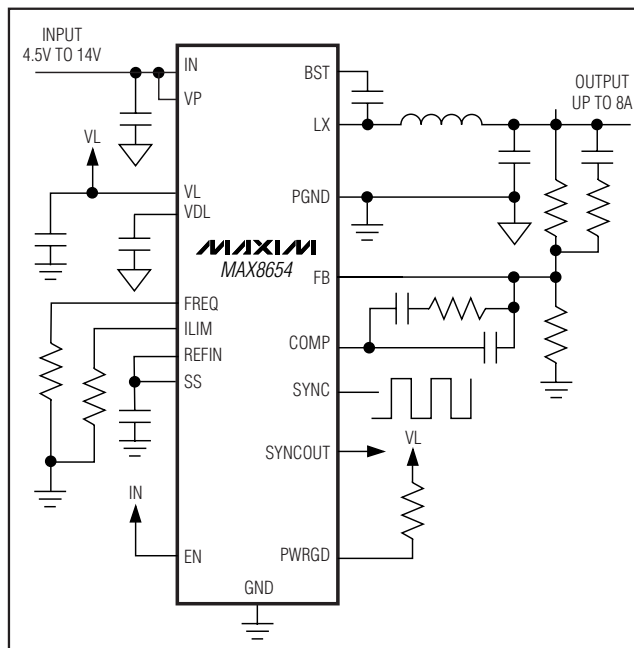 INPUT
4.5V TO 14V
IN
VP
VL
VL
VDL
MAXIM
MAX8654
FREQ
ILIM
REFIN
SS
IN
EN
GND
BST
LX
OUTPUT
UP TO 8A
PGND
FB
COMP
SYNC
SYNCOUT
VL
PWRGD